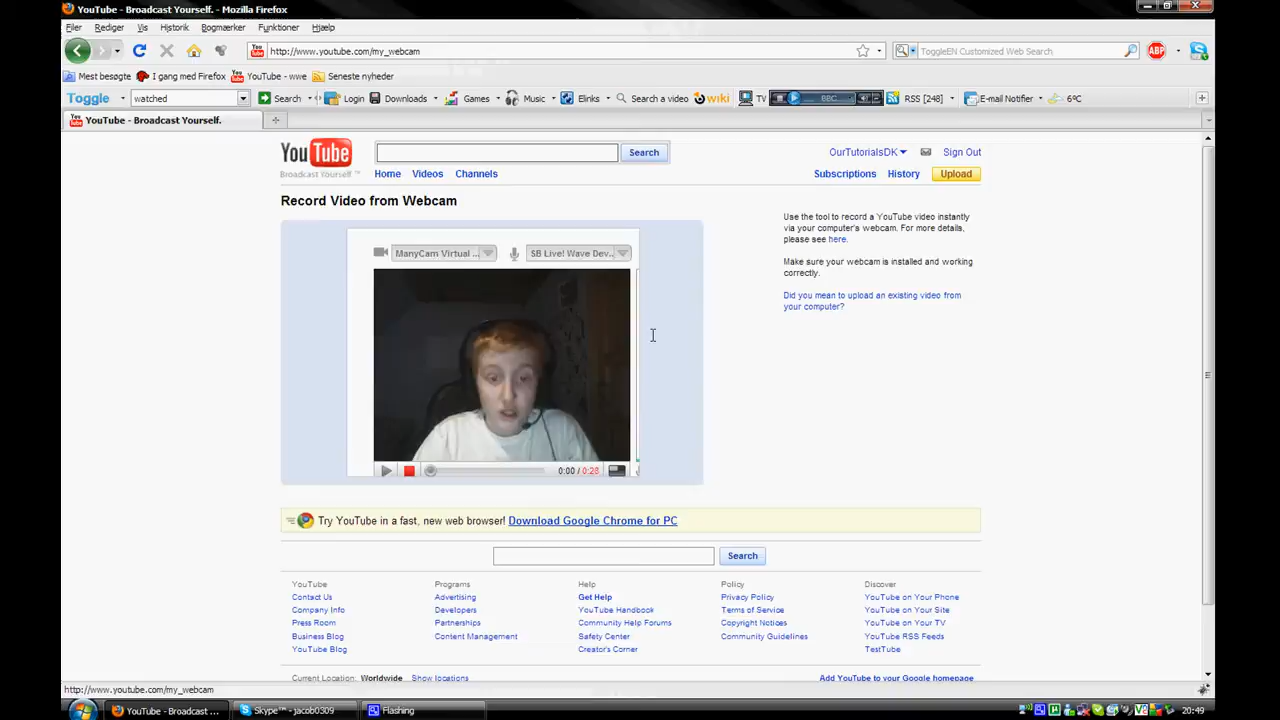 YouTube - Broadcast Yourself. - Mozilla Firefox
Filer Rediger Vis Historik Bogmærker Funktioner Hjælp
http://www.youtube.com/my_webcam ToggleEN Customized Web Search ABP
Mest besøgte I gang med Firefox YouTube - wwe Seneste nyheder
Toggle watched Search Login Downloads Games Music Elinks Search a video wiki TV BBC RSS [248] E-mail Notifier 6ºC
YouTube - Broadcast Yourself.
YouTube Search OurTutorialsDK Sign Out
Broadcast Yourself ™ Home Videos Channels Subscriptions History Upload
Record Video from Webcam
Use the tool to record a YouTube video instantly
via your computer's webcam. For more details,
please see here.
ManyCam Virtual ... SB Live! Wave Dev...
Make sure your webcam is installed and working
correctly.
Did you mean to upload an existing video from
your computer?
0:00 / 0:28
Try YouTube in a fast, new web browser! Download Google Chrome for PC
Search
YouTube Programs Help Policy Discover
Contact Us Advertising Get Help Privacy Policy YouTube on Your Phone
Company Info Developers YouTube Handbook Terms of Service YouTube on Your Site
Press Room Partnerships Community Help Forums Copyright Notices YouTube on Your TV
Business Blog Content Management Safety Center Community Guidelines YouTube RSS Feeds
YouTube Blog Creator's Corner TestTube
Current Location: Worldwide Show locations Add YouTube to your Google homepage
http://www.youtube.com/my_webcam
YouTube - Broadcast ... Skype™ - jacob0309 Flashing 20:49